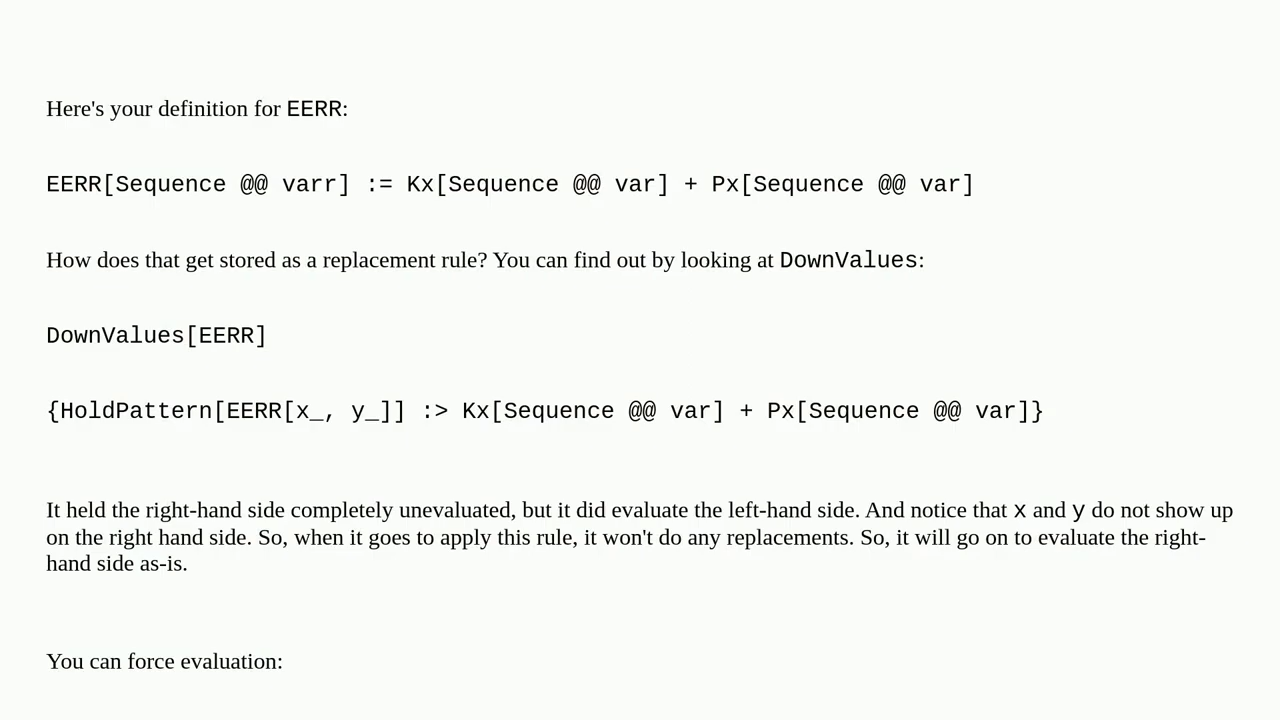 Here's your definition for EERR:
EERR[Sequence @@ varr] := Kx[Sequence @@ var] + Px[Sequence @@ var]
How does that get stored as a replacement rule? You can find out by looking at DownValues:
DownValues[EERR]
{HoldPattern[EERR[x_, y_]] :> Kx[Sequence @@ var] + Px[Sequence @@ var]}
It held the right-hand side completely unevaluated, but it did evaluate the left-hand side. And notice that x and y do not show up
on the right hand side. So, when it goes to apply this rule, it won't do any replacements. So, it will go on to evaluate the right-
hand side as-is.
You can force evaluation: